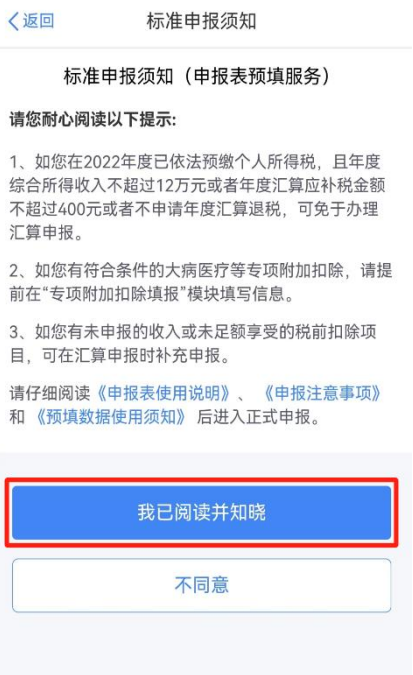 返回
标准申报须知
标准申报须知（申报表预填服务）
请您耐心阅读以下提示:
1、如您在2022年度已依法预缴个人所得税，且年度
综合所得收入不超过12万元或者年度汇算应补税金额
不超过400元或者不申请年度汇算退税，可免于办理
汇算申报。
2、如您有符合条件的大病医疗等专项附加扣除，请提
前在“专项附加扣除填报”模块填写信息。
3、如您有未申报的收入或未足额享受的税前扣除项
目，可在汇算申报时补充申报。
请仔细阅读《申报表使用说明》、《申报注意事项》
和《预填数据使用须知》后进入正式申报。
我已阅读并知晓
不同意